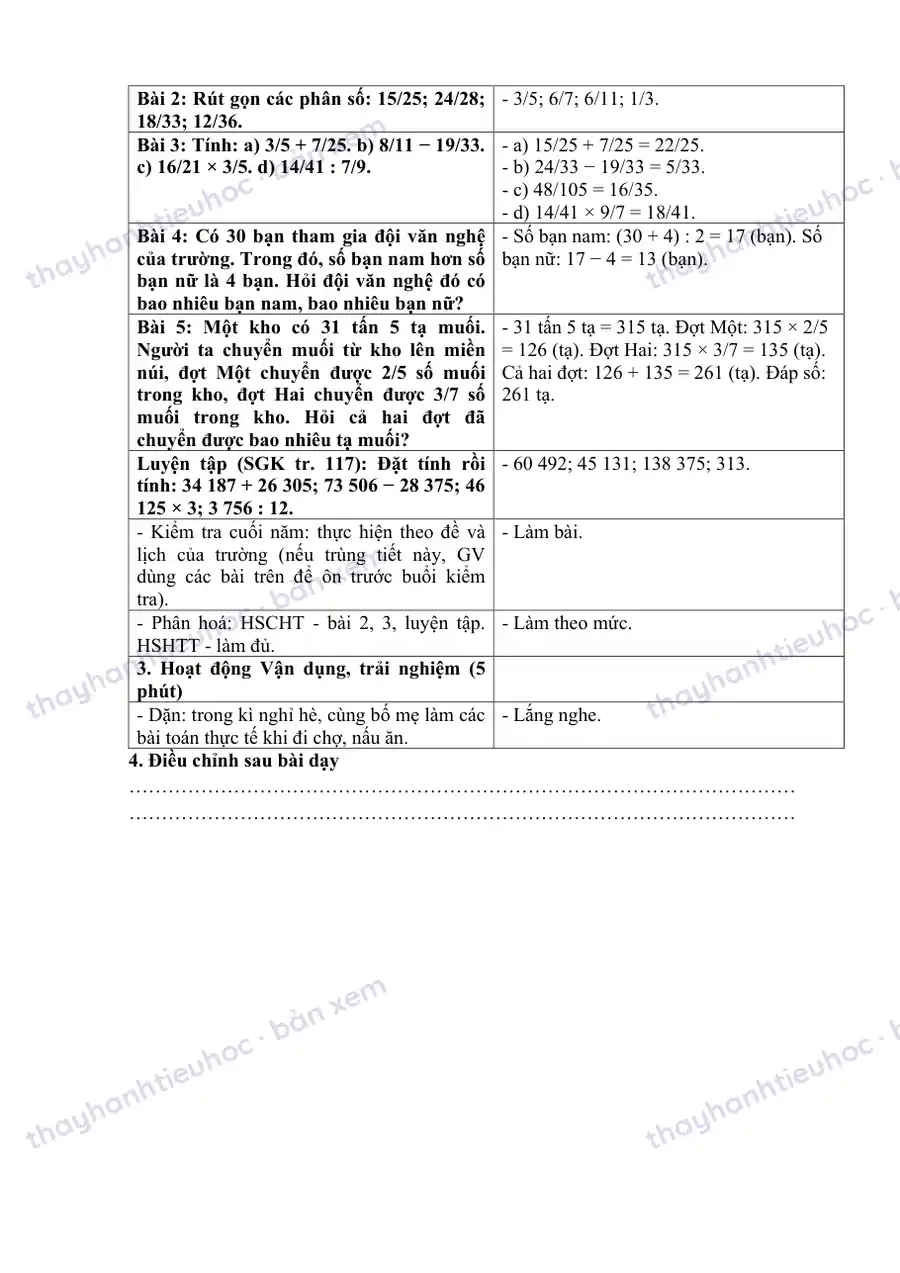 Bài 2: Rút gọn các phân số: 15/25; 24/28;
18/33; 12/36.
- 3/5; 6/7; 6/11; 1/3.
Bài 3: Tính: a) 3/5 + 7/25. b) 8/11 − 19/33.
c) 16/21 × 3/5. d) 14/41 : 7/9.
- a) 15/25 + 7/25 = 22/25.
- b) 24/33 − 19/33 = 5/33.
- c) 48/105 = 16/35.
- d) 14/41 × 9/7 = 18/41.
Bài 4: Có 30 bạn tham gia đội văn nghệ
của trường. Trong đó, số bạn nam hơn số
bạn nữ là 4 bạn. Hỏi đội văn nghệ đó có
bao nhiêu bạn nam, bao nhiêu bạn nữ?
- Số bạn nam: (30 + 4) : 2 = 17 (bạn). Số
bạn nữ: 17 − 4 = 13 (bạn).
Bài 5: Một kho có 31 tấn 5 tạ muối.
Người ta chuyển muối từ kho lên miền
núi, đợt Một chuyển được 2/5 số muối
trong kho, đợt Hai chuyển được 3/7 số
muối trong kho. Hỏi cả hai đợt đã
chuyển được bao nhiêu tạ muối?
- 31 tấn 5 tạ = 315 tạ. Đợt Một: 315 × 2/5
= 126 (tạ). Đợt Hai: 315 × 3/7 = 135 (tạ).
Cả hai đợt: 126 + 135 = 261 (tạ). Đáp số:
261 tạ.
Luyện tập (SGK tr. 117): Đặt tính rồi
tính: 34 187 + 26 305; 73 506 − 28 375; 46
125 × 3; 3 756 : 12.
- 60 492; 45 131; 138 375; 313.
- Kiểm tra cuối năm: thực hiện theo đề và
lịch của trường (nếu trùng tiết này, GV
dùng các bài trên để ôn trước buổi kiểm
tra).
- Làm bài.
- Phân hoá: HSCHT - bài 2, 3, luyện tập.
HSHTT - làm đủ.
- Làm theo mức.
3. Hoạt động Vận dụng, trải nghiệm (5
phút)
- Dặn: trong kì nghỉ hè, cùng bố mẹ làm các
bài toán thực tế khi đi chợ, nấu ăn.
- Lắng nghe.
4. Điều chỉnh sau bài dạy
……………………………………………………………………………………
……………………………………………………………………………………
thayhanhtieuhoc · bản xem
thayhanhtieuhoc · b
thayhanhtieuhoc · bản xem
thayhanhtieuhoc · b
thayhanhtieuhoc · bản xem
thayhanhtieuhoc · b